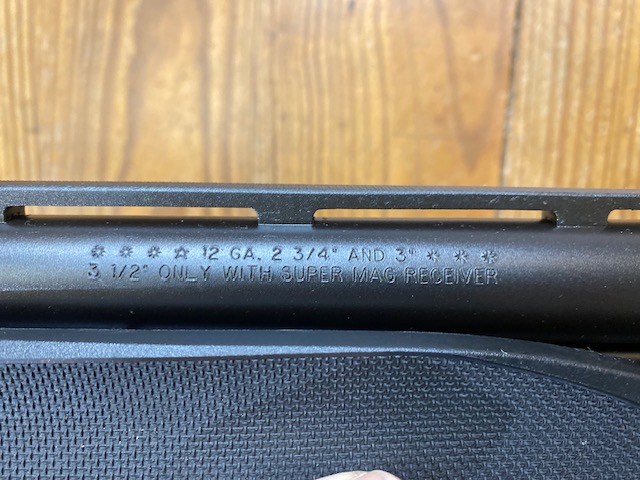 **** 12 GA. 2 3/4" AND 3" ***
3 1/2" ONLY WITH SUPER MAG RECEIVER